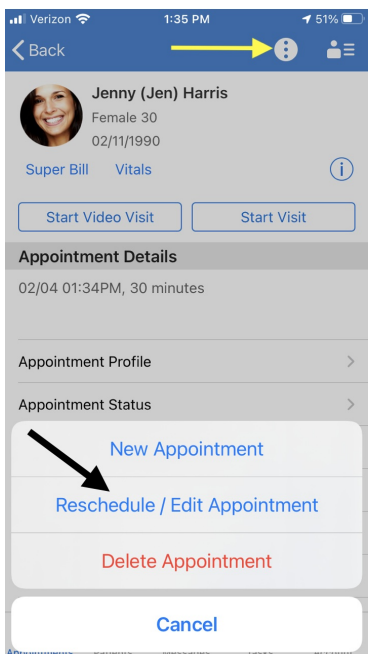 Verizon 1:35 PM 51%
Back
Jenny (Jen) Harris
Female 30
02/11/1990
Super Bill Vitals i
Start Video Visit Start Visit
Appointment Details
02/04 01:34PM, 30 minutes
Appointment Profile
Appointment Status
New Appointment
Reschedule / Edit Appointment
Delete Appointment
Cancel